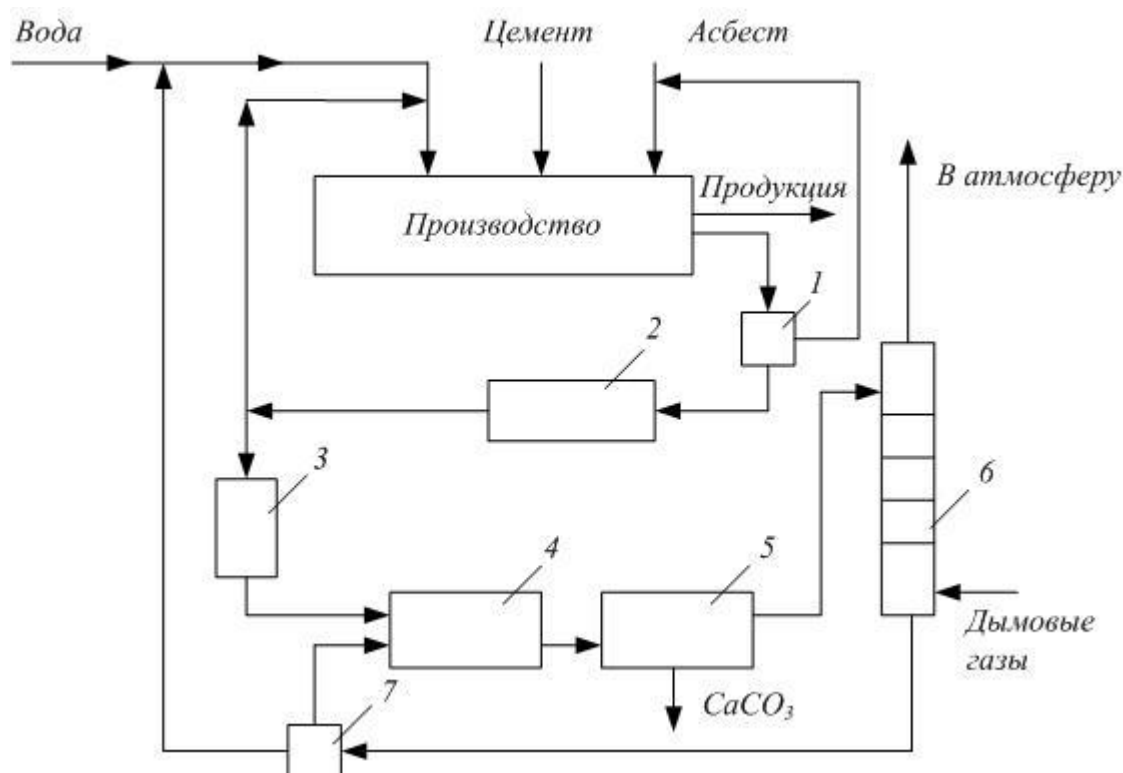 Вода
Цемент
Асбест
В атмосферу
Продукция
Производство
1
2
3
6
4
5
Дымовые
газы
CaCO₃
7